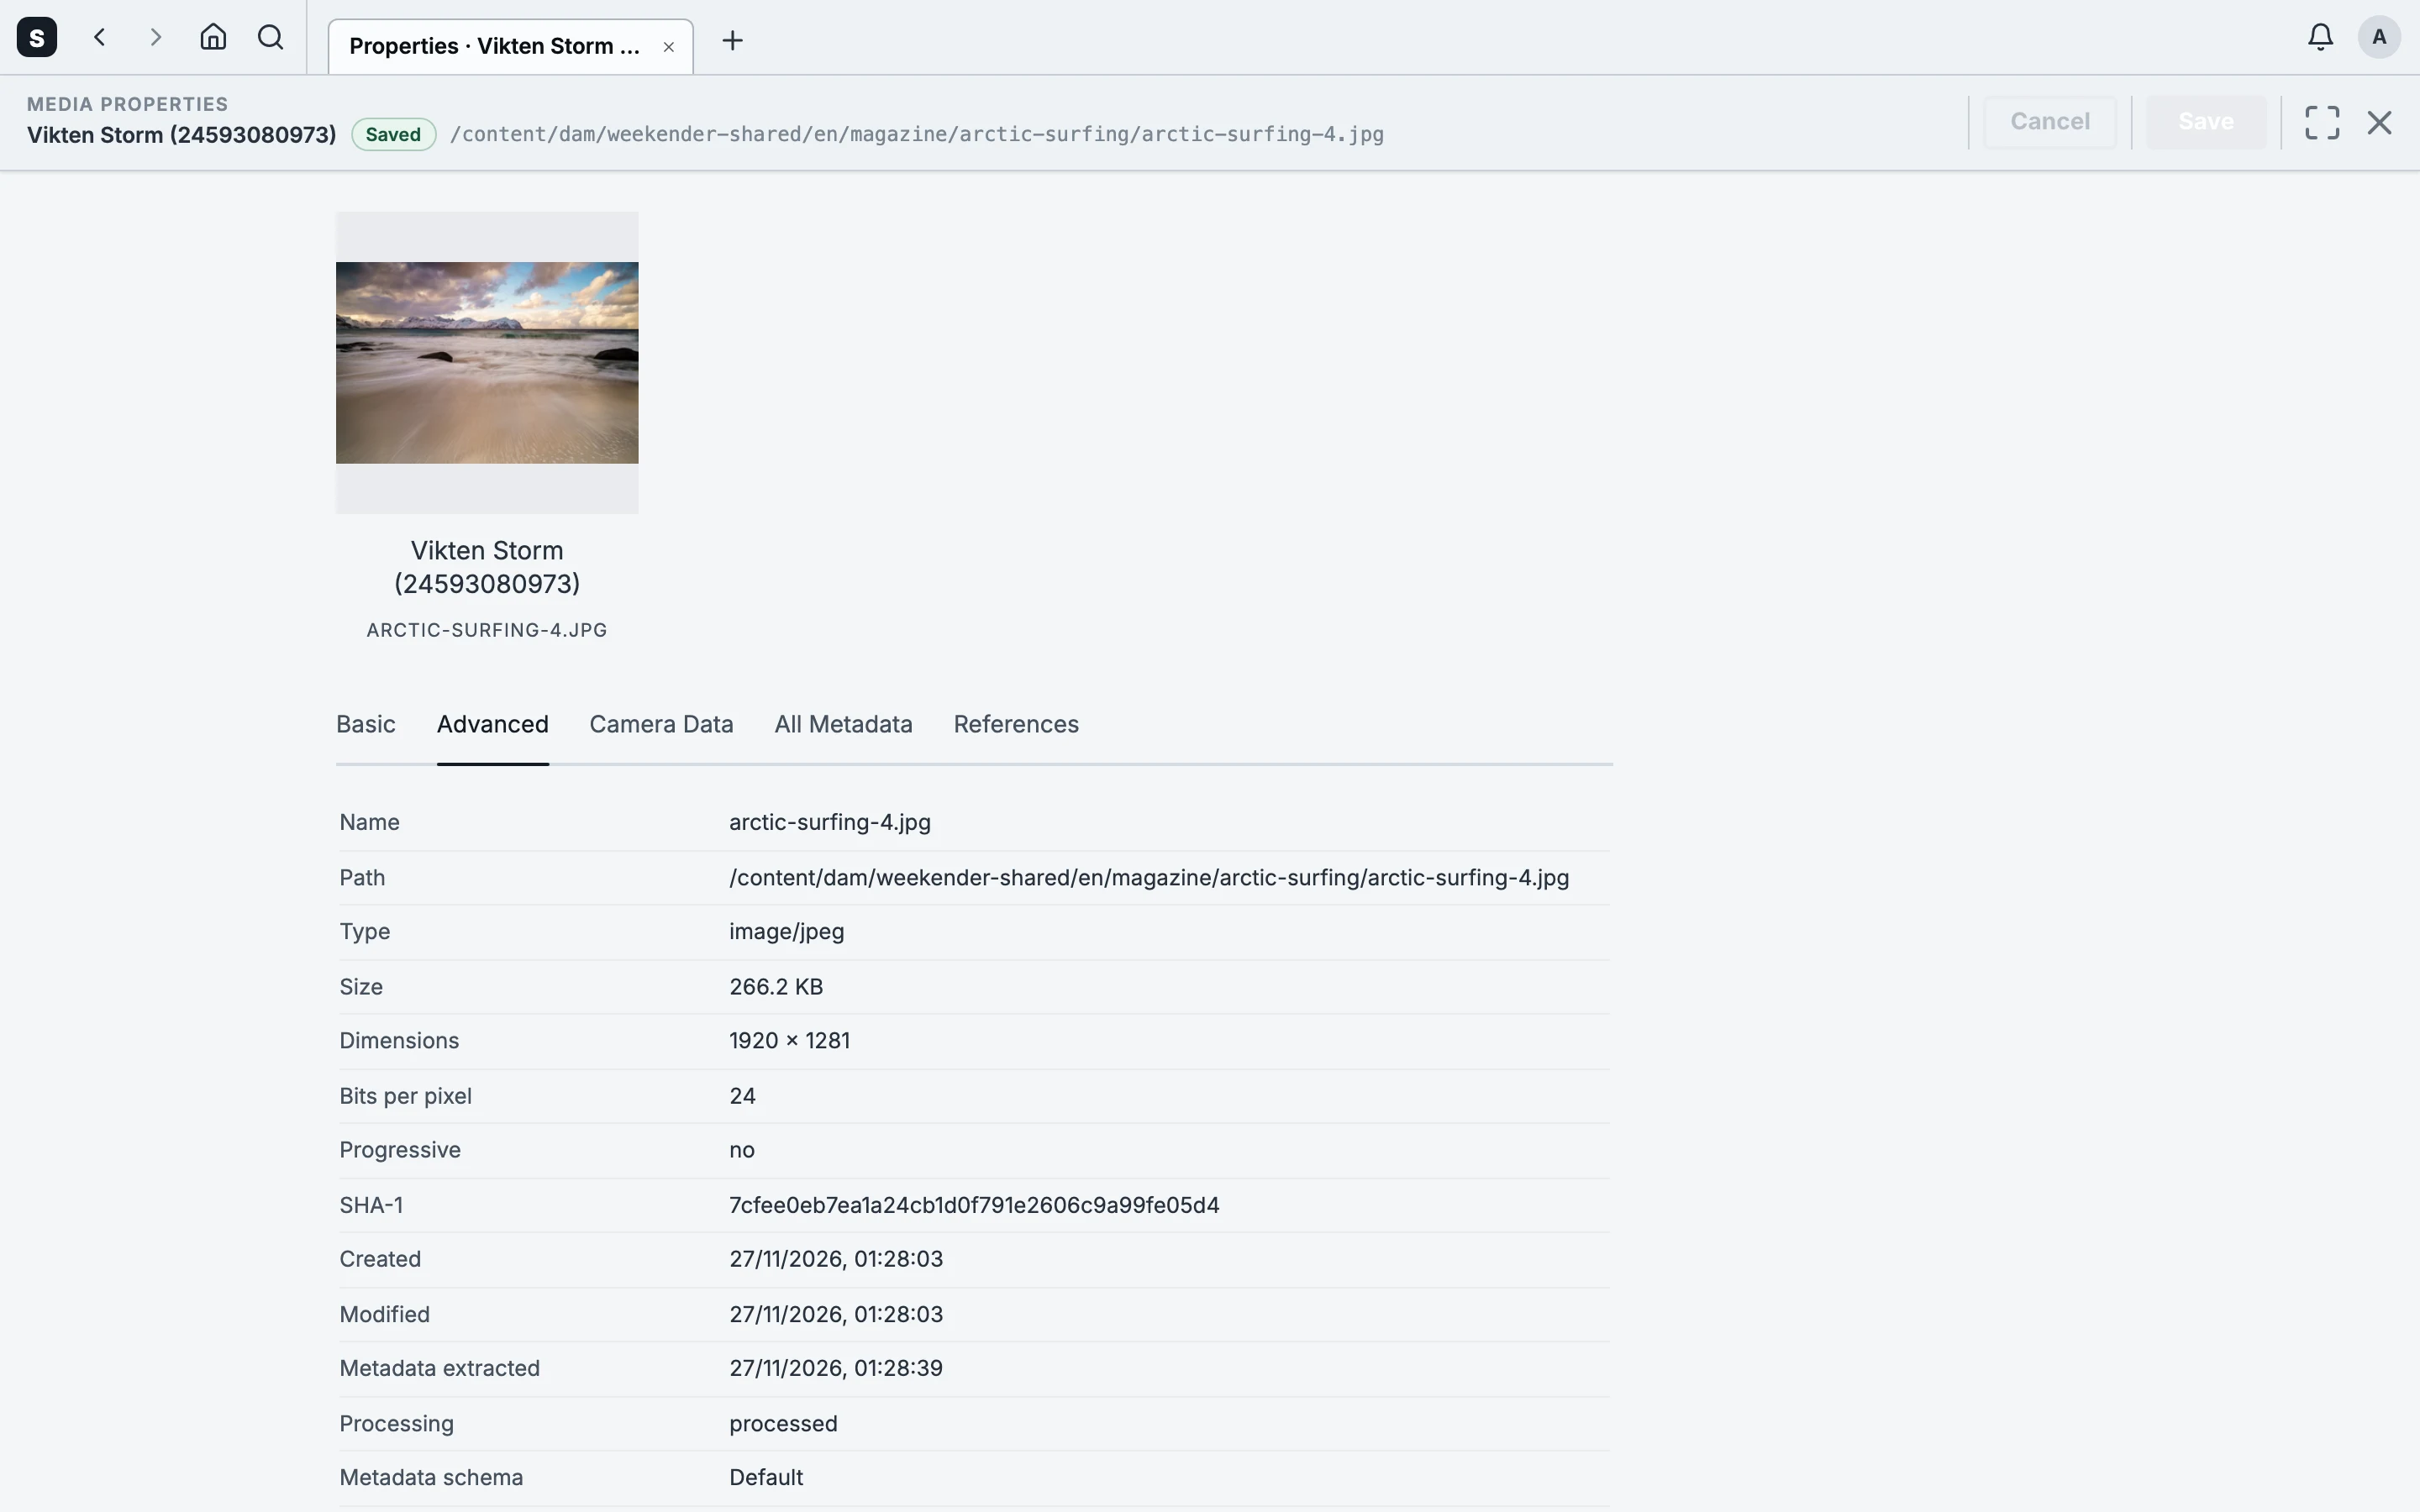 S
Properties · Vikten Storm ...
A
MEDIA PROPERTIES
Vikten Storm (24593080973) Saved /content/dam/weekender-shared/en/magazine/arctic-surfing/arctic-surfing-4.jpg
Cancel Save
Vikten Storm
(24593080973)
ARCTIC-SURFING-4.JPG
Basic Advanced Camera Data All Metadata References
Name arctic-surfing-4.jpg
Path /content/dam/weekender-shared/en/magazine/arctic-surfing/arctic-surfing-4.jpg
Type image/jpeg
Size 266.2 KB
Dimensions 1920 × 1281
Bits per pixel 24
Progressive no
SHA-1 7cfee0eb7ea1a24cb1d0f791e2606c9a99fe05d4
Created 27/11/2026, 01:28:03
Modified 27/11/2026, 01:28:03
Metadata extracted 27/11/2026, 01:28:39
Processing processed
Metadata schema Default